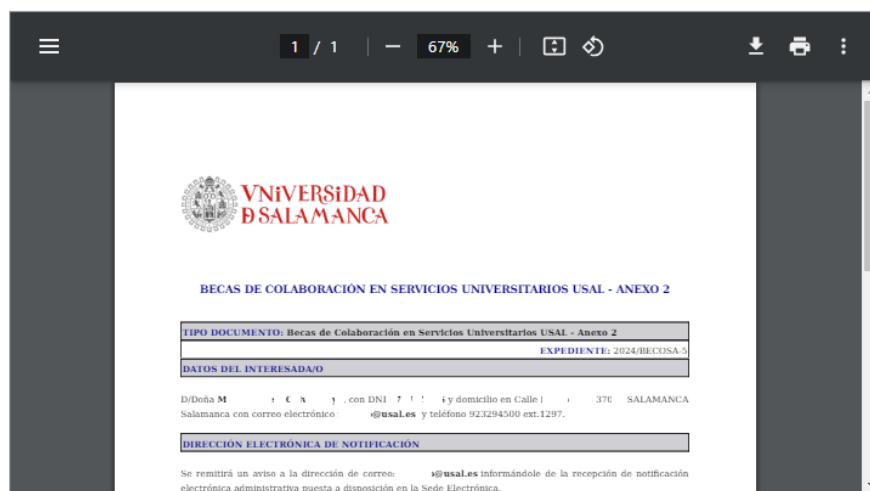 1 / 1
67%
VNiVERSiDAD
D SALAMANCA
BECAS DE COLABORACIÓN EN SERVICIOS UNIVERSITARIOS USAL - ANEXO 2
TIPO DOCUMENTO: Becas de Colaboración en Servicios Universitarios USAL - Anexo 2
EXPEDIENTE: 2024/BECOSA-5
DATOS DEL INTERESADA/O
D/Doña M , con DNI y domicilio en Calle 370 SALAMANCA
Salamanca con correo electrónico @usal.es y teléfono 923294500 ext.1297.
DIRECCIÓN ELECTRÓNICA DE NOTIFICACIÓN
Se remitirá un aviso a la dirección de correo: @usal.es informándole de la recepción de notificación
electrónica administrativa puesta a disposición en la Sede Electrónica.